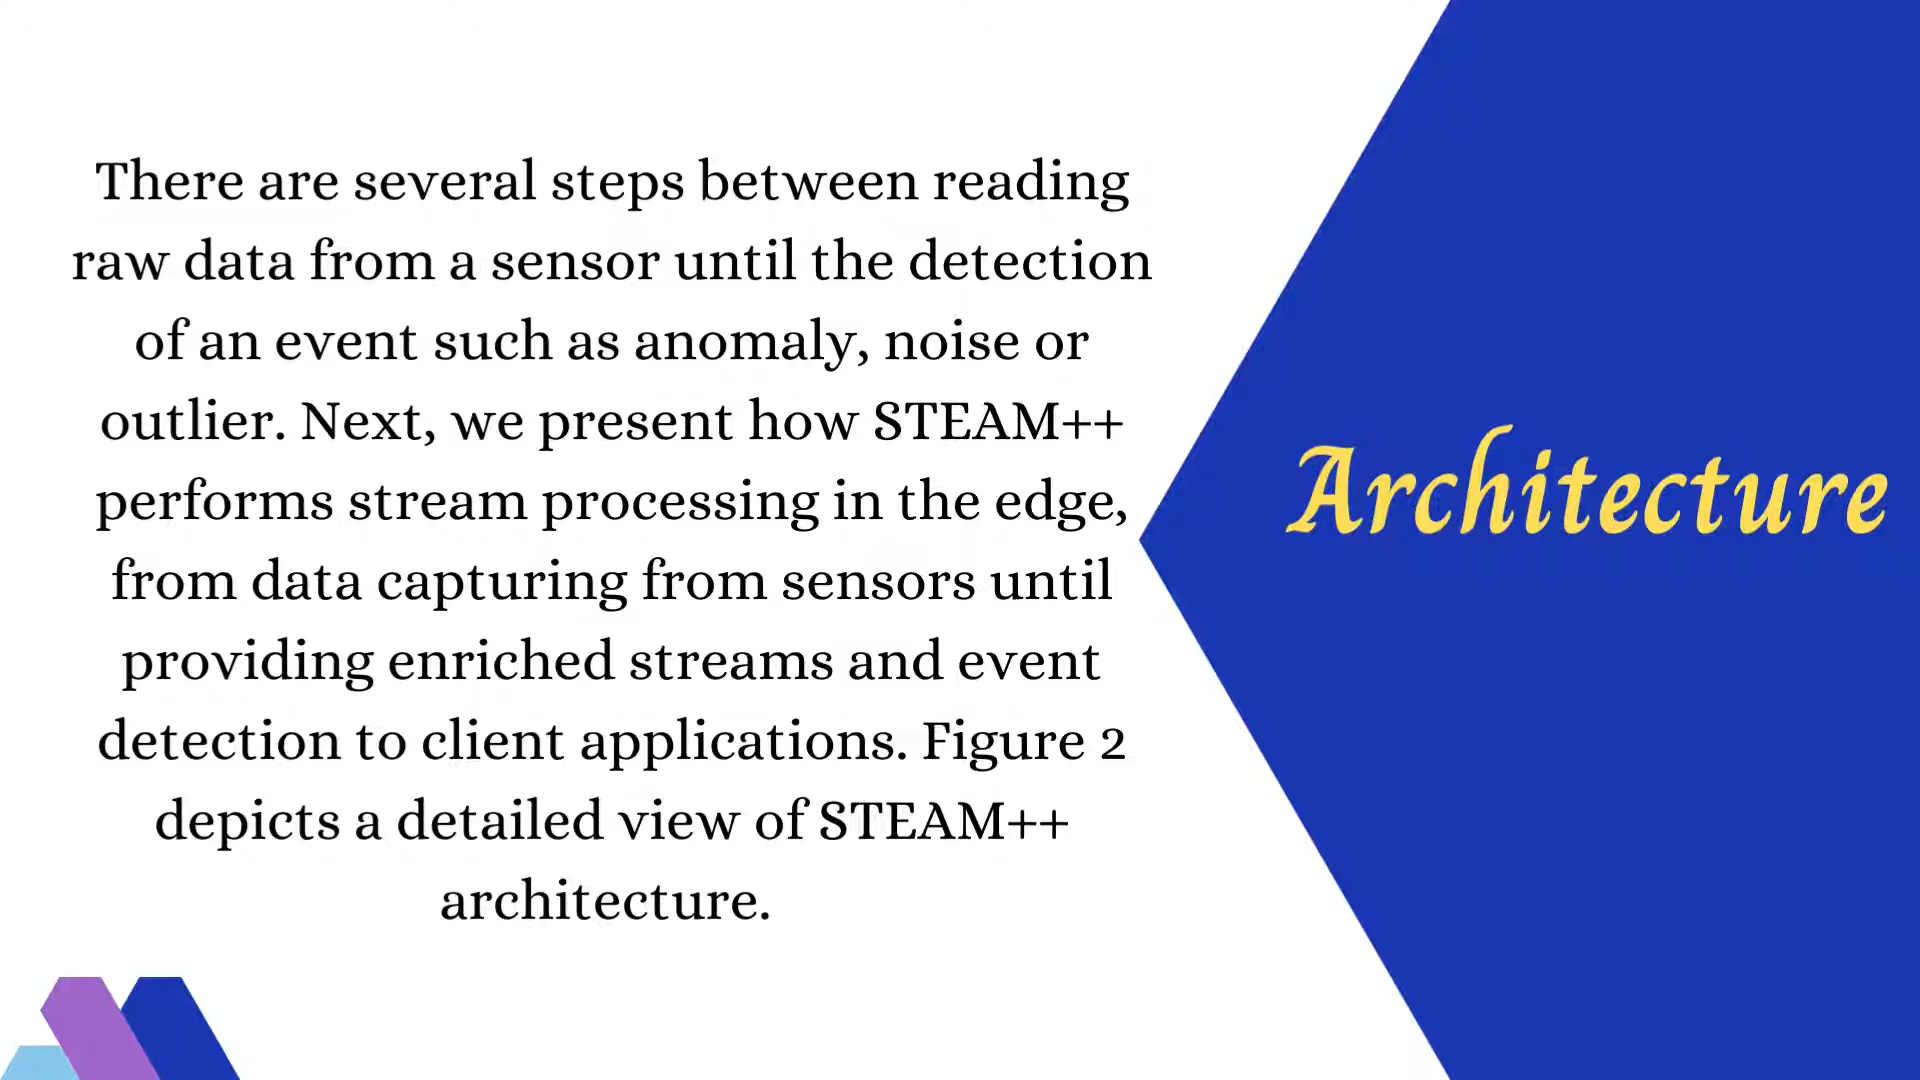 There are several steps between reading
raw data from a sensor until the detection
of an event such as anomaly, noise or
outlier. Next, we present how STEAM++
performs stream processing in the edge,
from data capturing from sensors until
providing enriched streams and event
detection to client applications. Figure 2
depicts a detailed view of STEAM++
architecture.
Architecture